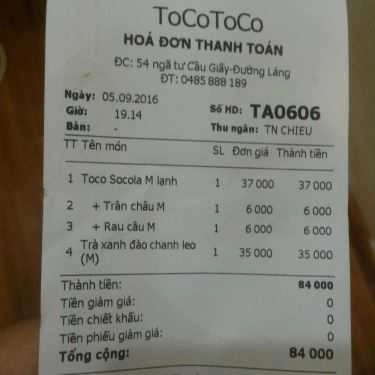 ToCoToCo
HOÁ ĐƠN THANH TOÁN
ĐC: 54 ngã tư Cầu Giấy-Đường Láng
ĐT: 0485 888 189
Ngày: 05.09.2016 Số HD: TA0606
Giờ: 19.14
Bàn: - Thu ngân: TN CHIEU
TT Tên món SL Đơn giá Thành tiền
1 Toco Socola M lạnh 1 37 000 37 000
2 + Trân châu M 1 6 000 6 000
3 + Rau câu M 1 6 000 6 000
4 Trà xanh đào chanh leo (M) 1 35 000 35 000
Thành tiền: 84 000
Tiền giảm giá: 0
Tiền chiết khấu: 0
Tiền phiếu giảm giá: 0
Tổng cộng: 84 000